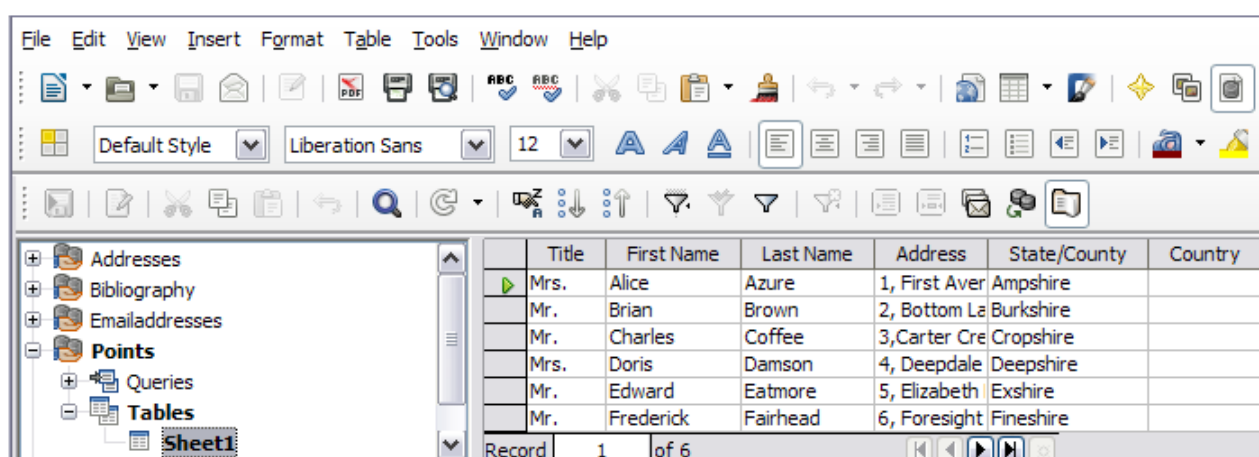 File Edit View Insert Format Table Tools Window Help
PDF ABC ABC
Default Style Liberation Sans 12
Z A
Addresses
Bibliography
Emailaddresses
Points
Queries
Tables
Sheet1
Title First Name Last Name Address State/County Country
Mrs. Alice Azure 1, First Aver Ampshire
Mr. Brian Brown 2, Bottom La Burkshire
Mr. Charles Coffee 3,Carter Cre Cropshire
Mrs. Doris Damson 4, Deepdale Deepshire
Mr. Edward Eatmore 5, Elizabeth Exshire
Mr. Frederick Fairhead 6, Foresight Fineshire
Record 1 of 6